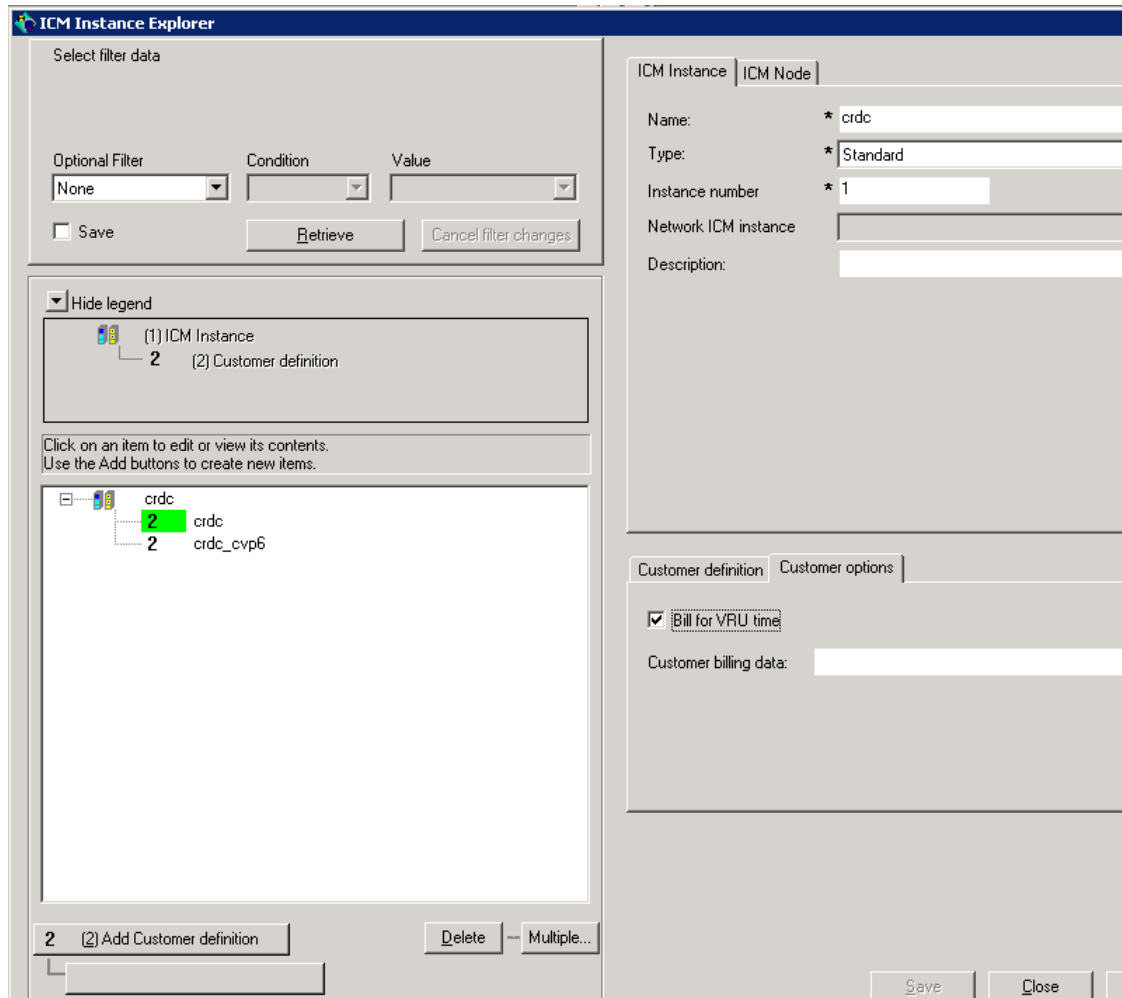 ICM Instance Explorer
Select filter data
Optional Filter Condition Value
None
Save Retrieve Cancel filter changes
Hide legend
(1) ICM Instance
2 (2) Customer definition
Click on an item to edit or view its contents.
Use the Add buttons to create new items.
crdc
2 crdc
2 crdc_cvp6
2 (2) Add Customer definition Delete Multiple...
ICM Instance ICM Node
Name: * crdc
Type: * Standard
Instance number * 1
Network ICM instance
Description:
Customer definition Customer options
Bill for VRU time
Customer billing data:
Save Close